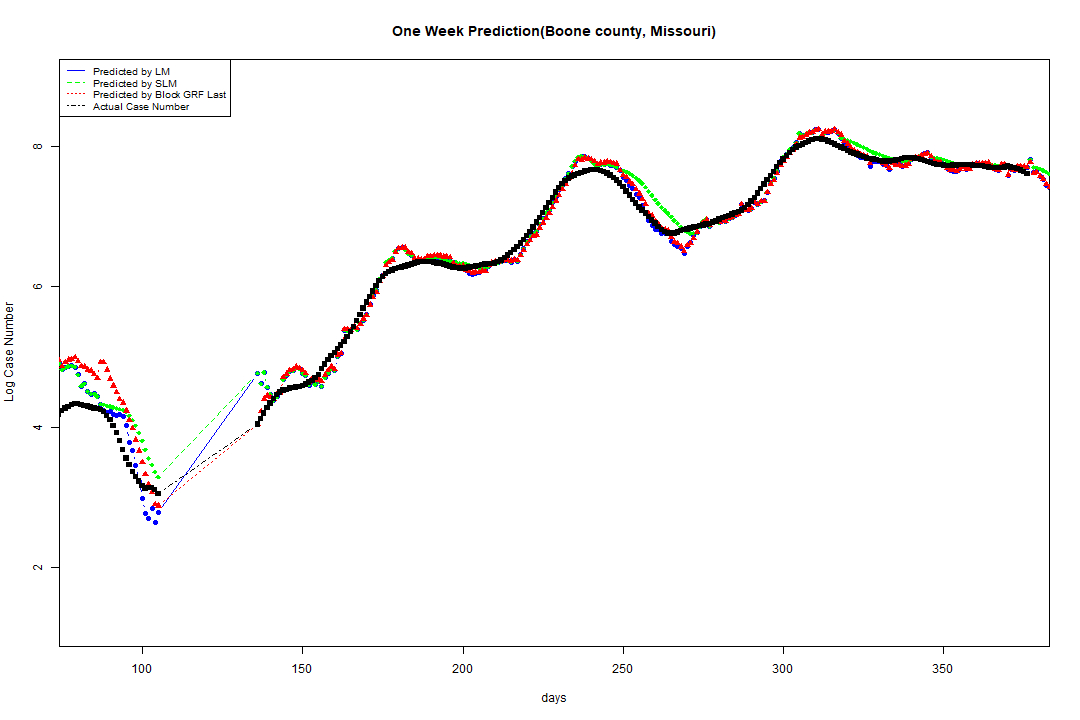 One Week Prediction(Boone county, Missouri)
Predicted by LM
Predicted by SLM
Predicted by Block GRF Last
Actual Case Number
Log Case Number
8
6
4
2
100 150 200 250 300 350
days